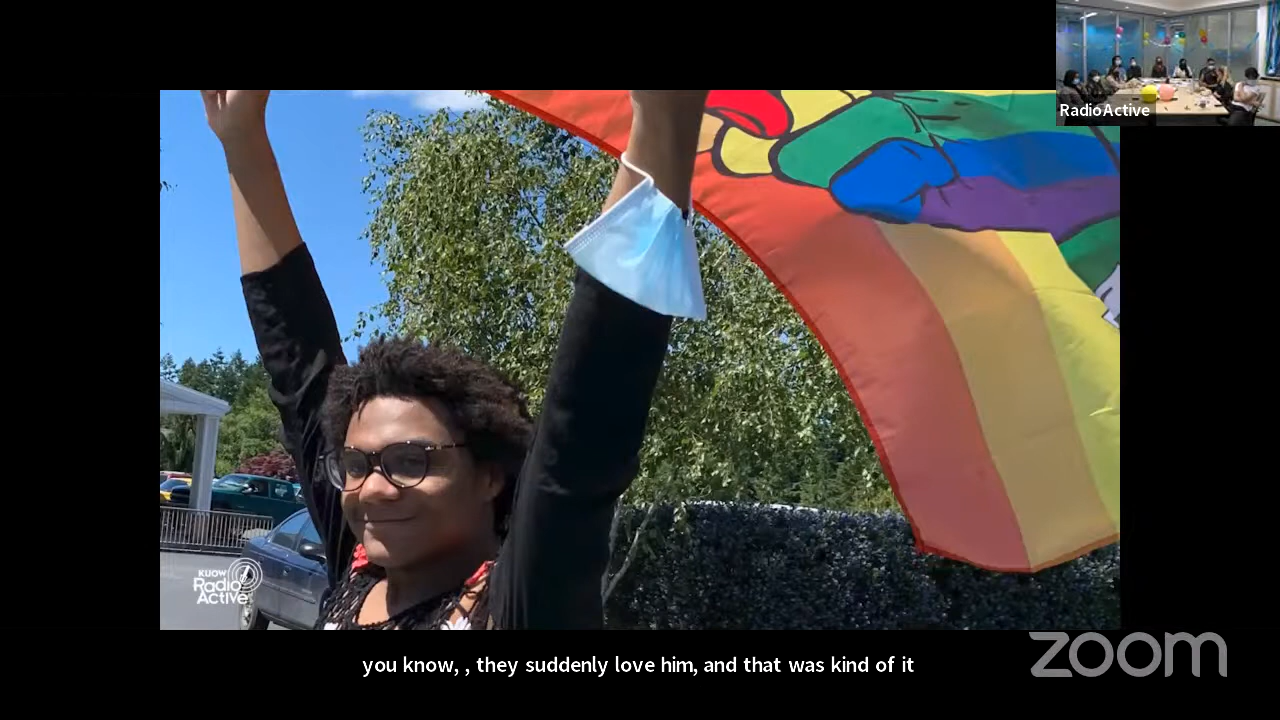 RadioActive
KUOW
Radio
Active
you know, , they suddenly love him, and that was kind of it
zoom